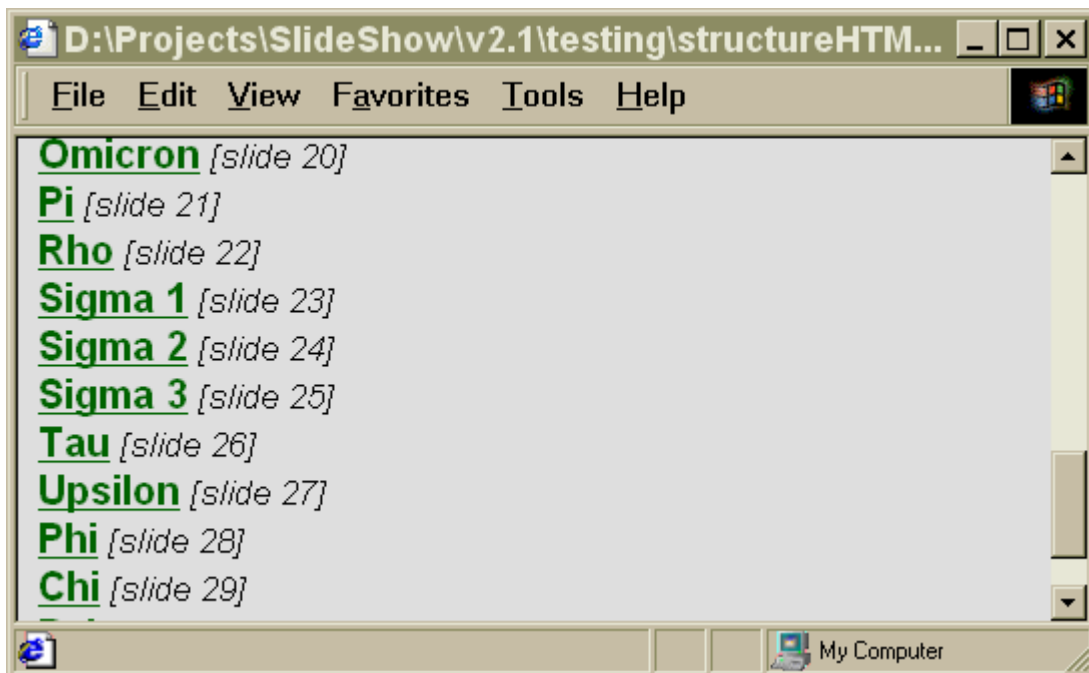 D:\Projects\SlideShow\v2.1\testing\structureHTM...
File Edit View Favorites Tools Help
Omicron [slide 20]
Pi [slide 21]
Rho [slide 22]
Sigma 1 [slide 23]
Sigma 2 [slide 24]
Sigma 3 [slide 25]
Tau [slide 26]
Upsilon [slide 27]
Phi [slide 28]
Chi [slide 29]
My Computer